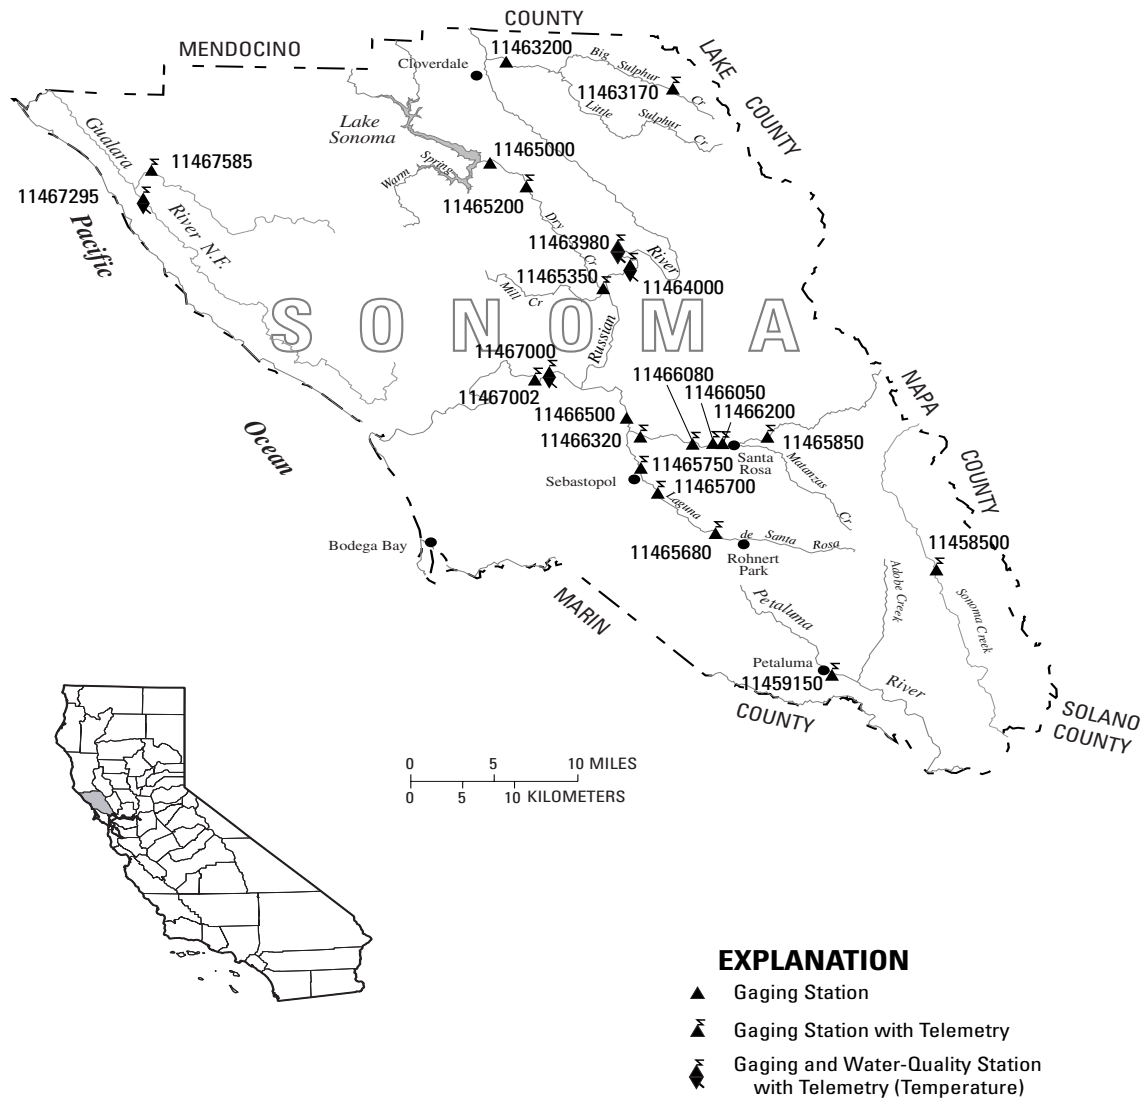 COUNTY
MENDOCINO
LAKE
COUNTY
11463200
Big
Sulphur
Cr
Cloverdale
11463170
Little
Sulphur
Cr
Lake
Sonoma
Gualara
11467585
11465000
Warm
Spring
11467295
11465200
River N.F.
Pacific
Dry
Cr
11463980
River
11465350
11464000
Mill
Cr
SONOMA
Russian
11467000
11467002
11466080
11466050
11466200
NAPA
COUNTY
11466500
11466320
11465850
Santa
Rosa
Matanzas
Cr
Ocean
11465750
Sebastopol
11465700
Laguna
de
Santa
Rosa
11465680
Rohnert
Park
Bodega Bay
11458500
MARIN
COUNTY
Petaluma
River
Adobe Creek
Sonoma Creek
Petaluma
11459150
SOLANO
COUNTY
0 5 10 MILES
0 5 10 KILOMETERS
EXPLANATION
Gaging Station
Gaging Station with Telemetry
Gaging and Water-Quality Station
with Telemetry (Temperature)